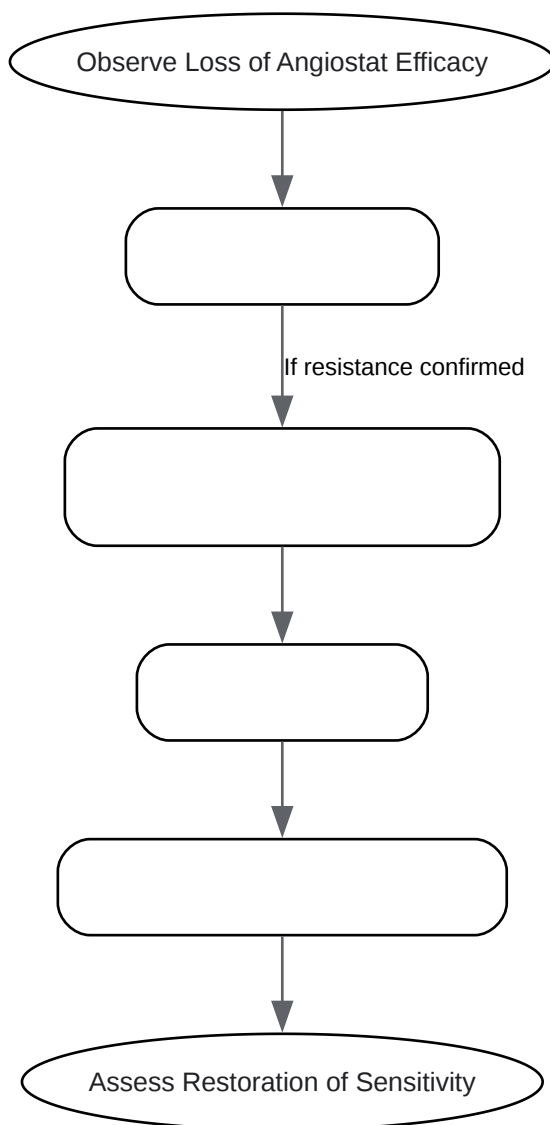 Observe Loss of Angiostat Efficacy
If resistance confirmed
Assess Restoration of Sensitivity